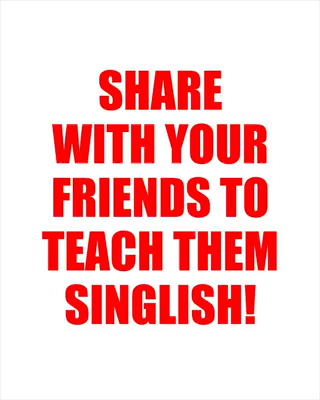 SHARE
WITH YOUR
FRIENDS TO
TEACH THEM
SINGLISH!